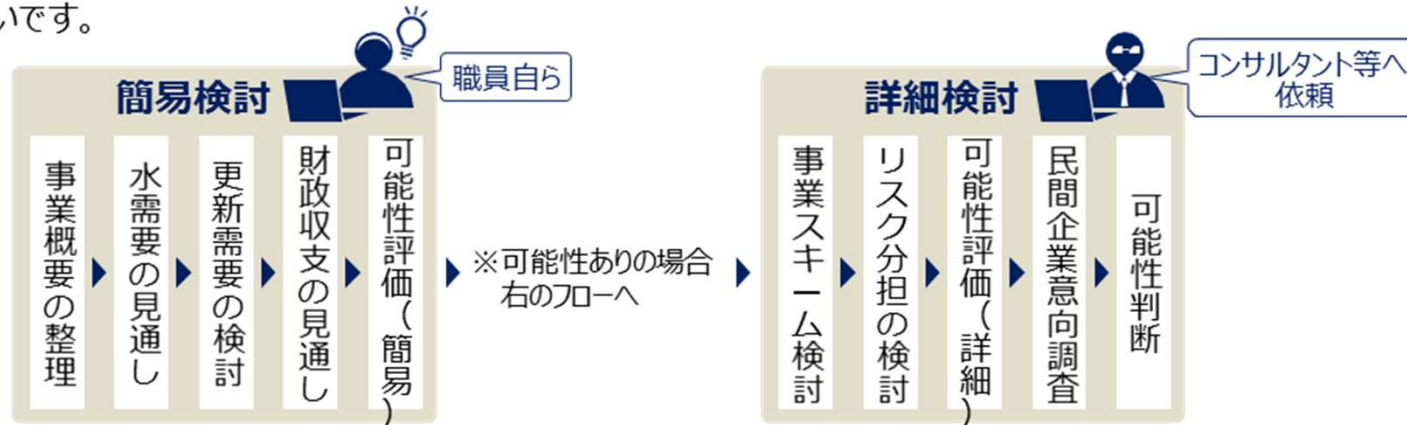 いです。
簡易検討
職員自ら
事業概要の整理
水需要の見通し
更新需要の検討
財政収支の見通し
可能性評価(簡易)
※可能性ありの場合
右のフローへ
詳細検討
コンサルタント等へ
依頼
事業スキーム検討
リスク分担の検討
可能性評価(詳細)
民間企業意向調査
可能性判断